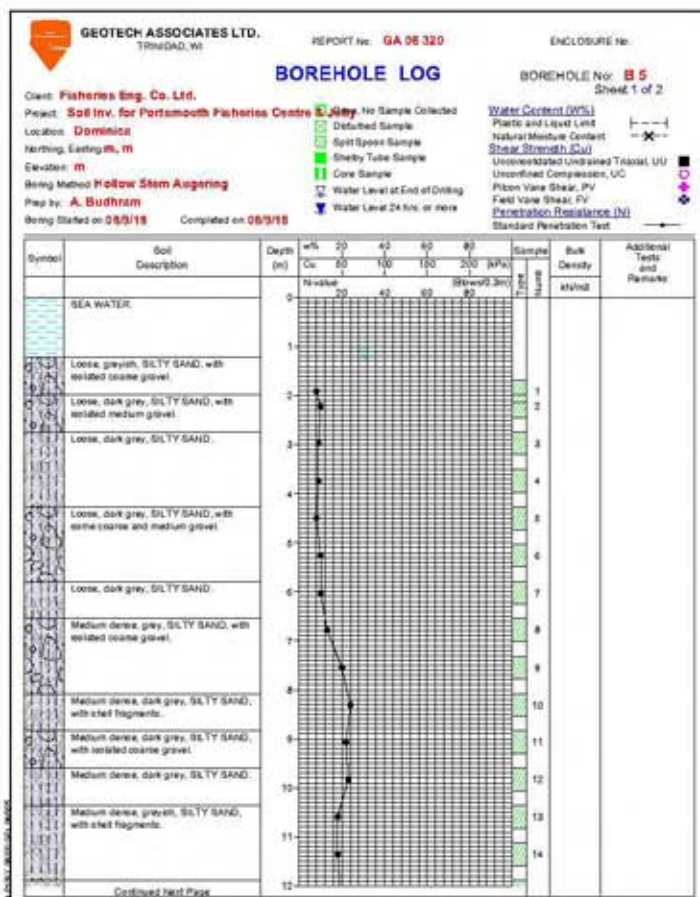 GEOTECH ASSOCIATES LTD.
TRINIDAD, WI
REPORT No: GA 06 320
ENCLOSURE No.
BOREHOLE LOG
BOREHOLE No: B 5
Sheet 1 of 2
Client: Fisheries Eng. Co. Ltd.
Project: Soil Inv. for Portsmouth Fisheries Centre & Jetty
Location: Dominica
Northing, Easting m, m
Elevation: m
Boring Method Hollow Stem Augering
Prep by: A. Budhram
Boring Started on Completed on
No Sample Collected
Disturbed Sample
Split Spoon Sample
Shelby Tube Sample
Core Sample
Water Level at End of Drilling
Water Level 24 hrs. or more
Water Content (W%)
Plastic and Liquid Limit
Natural Moisture Content
Shear Strength (Cu)
Unconsolidated Undrained Triaxial, UU
Unconfined Compression, UC
Pilcon Vane Shear, PV
Field Vane Shear, FV
Penetration Resistance (N)
Standard Penetration Test
Symbol
Soil
Description
Depth
(m)
w% 20 40 60 80
Cu 50 100 150 200 (kPa)
N-value (Blows/0.3m)
20 40 60 80
Sample
Type
Numb
Bulk
Density
kN/m3
Additional
Tests
and
Remarks
0
SEA WATER.
1
Loose, greyish, SILTY SAND, with
isolated coarse gravel.
1
2
Loose, dark grey, SILTY SAND, with
isolated medium gravel.
2
Loose, dark grey, SILTY SAND.
3
3
4
4
Loose, dark grey, SILTY SAND, with
some coarse and medium gravel.
5
5
6
Loose, dark grey, SILTY SAND.
6
7
Medium dense, grey, SILTY SAND, with
isolated coarse gravel.
8
7
9
8
Medium dense, dark grey, SILTY SAND,
with shell fragments.
10
Medium dense, dark grey, SILTY SAND,
with isolated coarse gravel.
9
11
Medium dense, dark grey, SILTY SAND.
12
10
Medium dense, greyish, SILTY SAND,
with shell fragments.
13
11
14
12
Continued Next Page